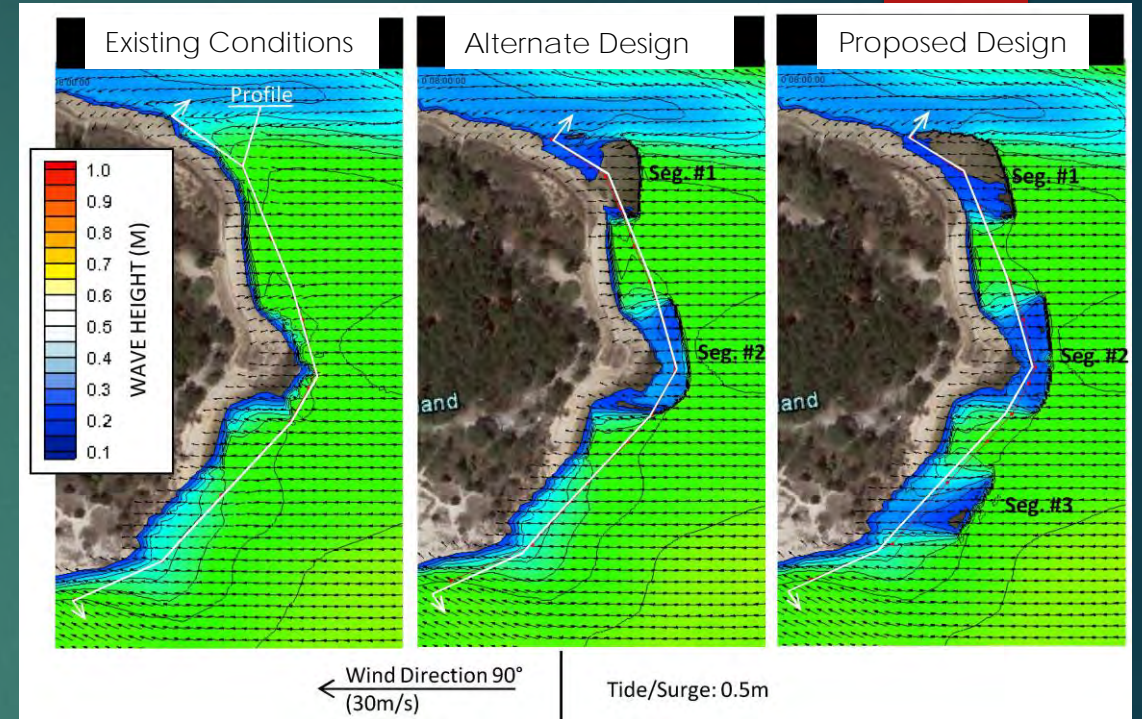 Existing Conditions
Alternate Design
Proposed Design
Profile
1.0
0.9
0.8
0.7
0.6
0.5
0.4
0.3
0.2
0.1
WAVE HEIGHT (M)
Seg. #1
Seg. #2
and
Seg. #1
Seg. #2
and
Seg. #3
Wind Direction 90°
(30m/s)
Tide/Surge: 0.5m